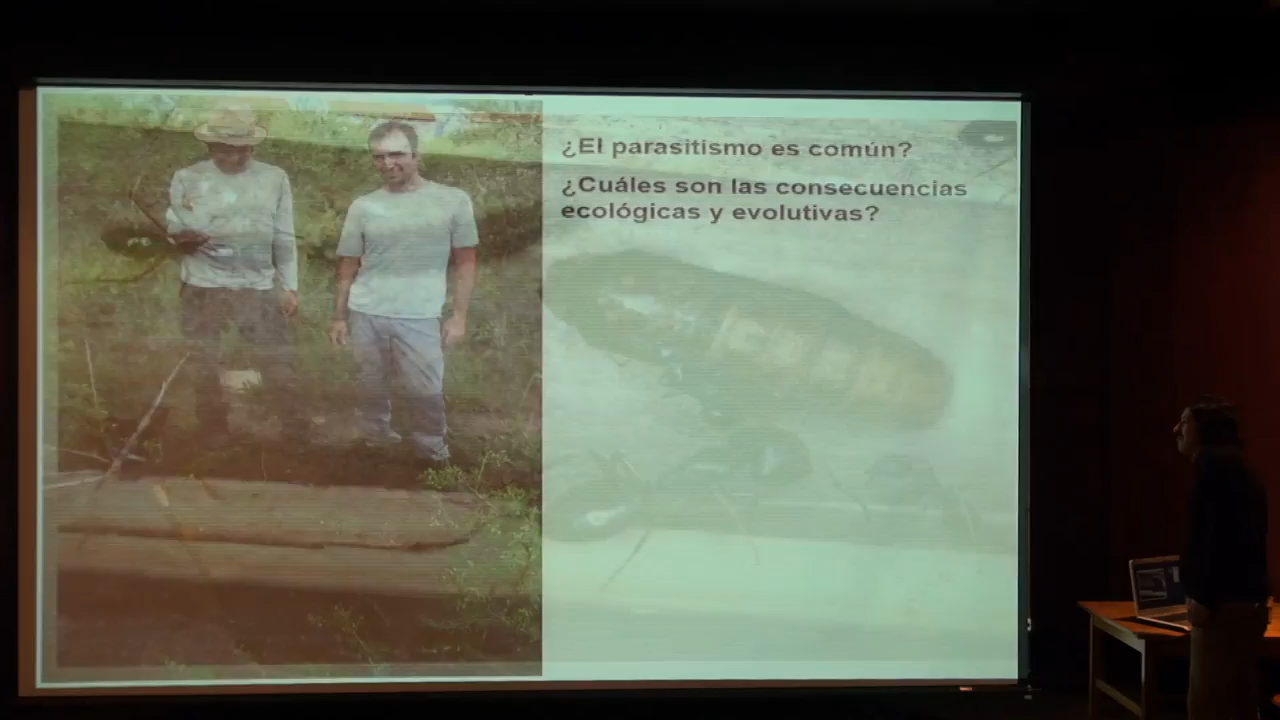 ¿El parasitismo es común?
¿Cuáles son las consecuencias
ecológicas y evolutivas?